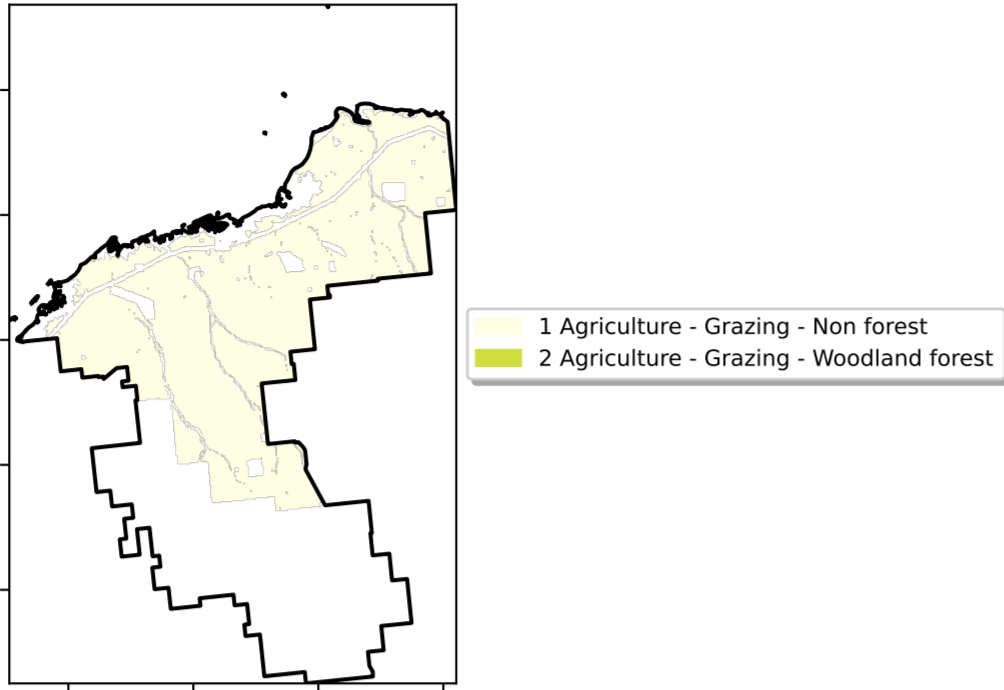 1 Agriculture - Grazing - Non forest
2 Agriculture - Grazing - Woodland forest